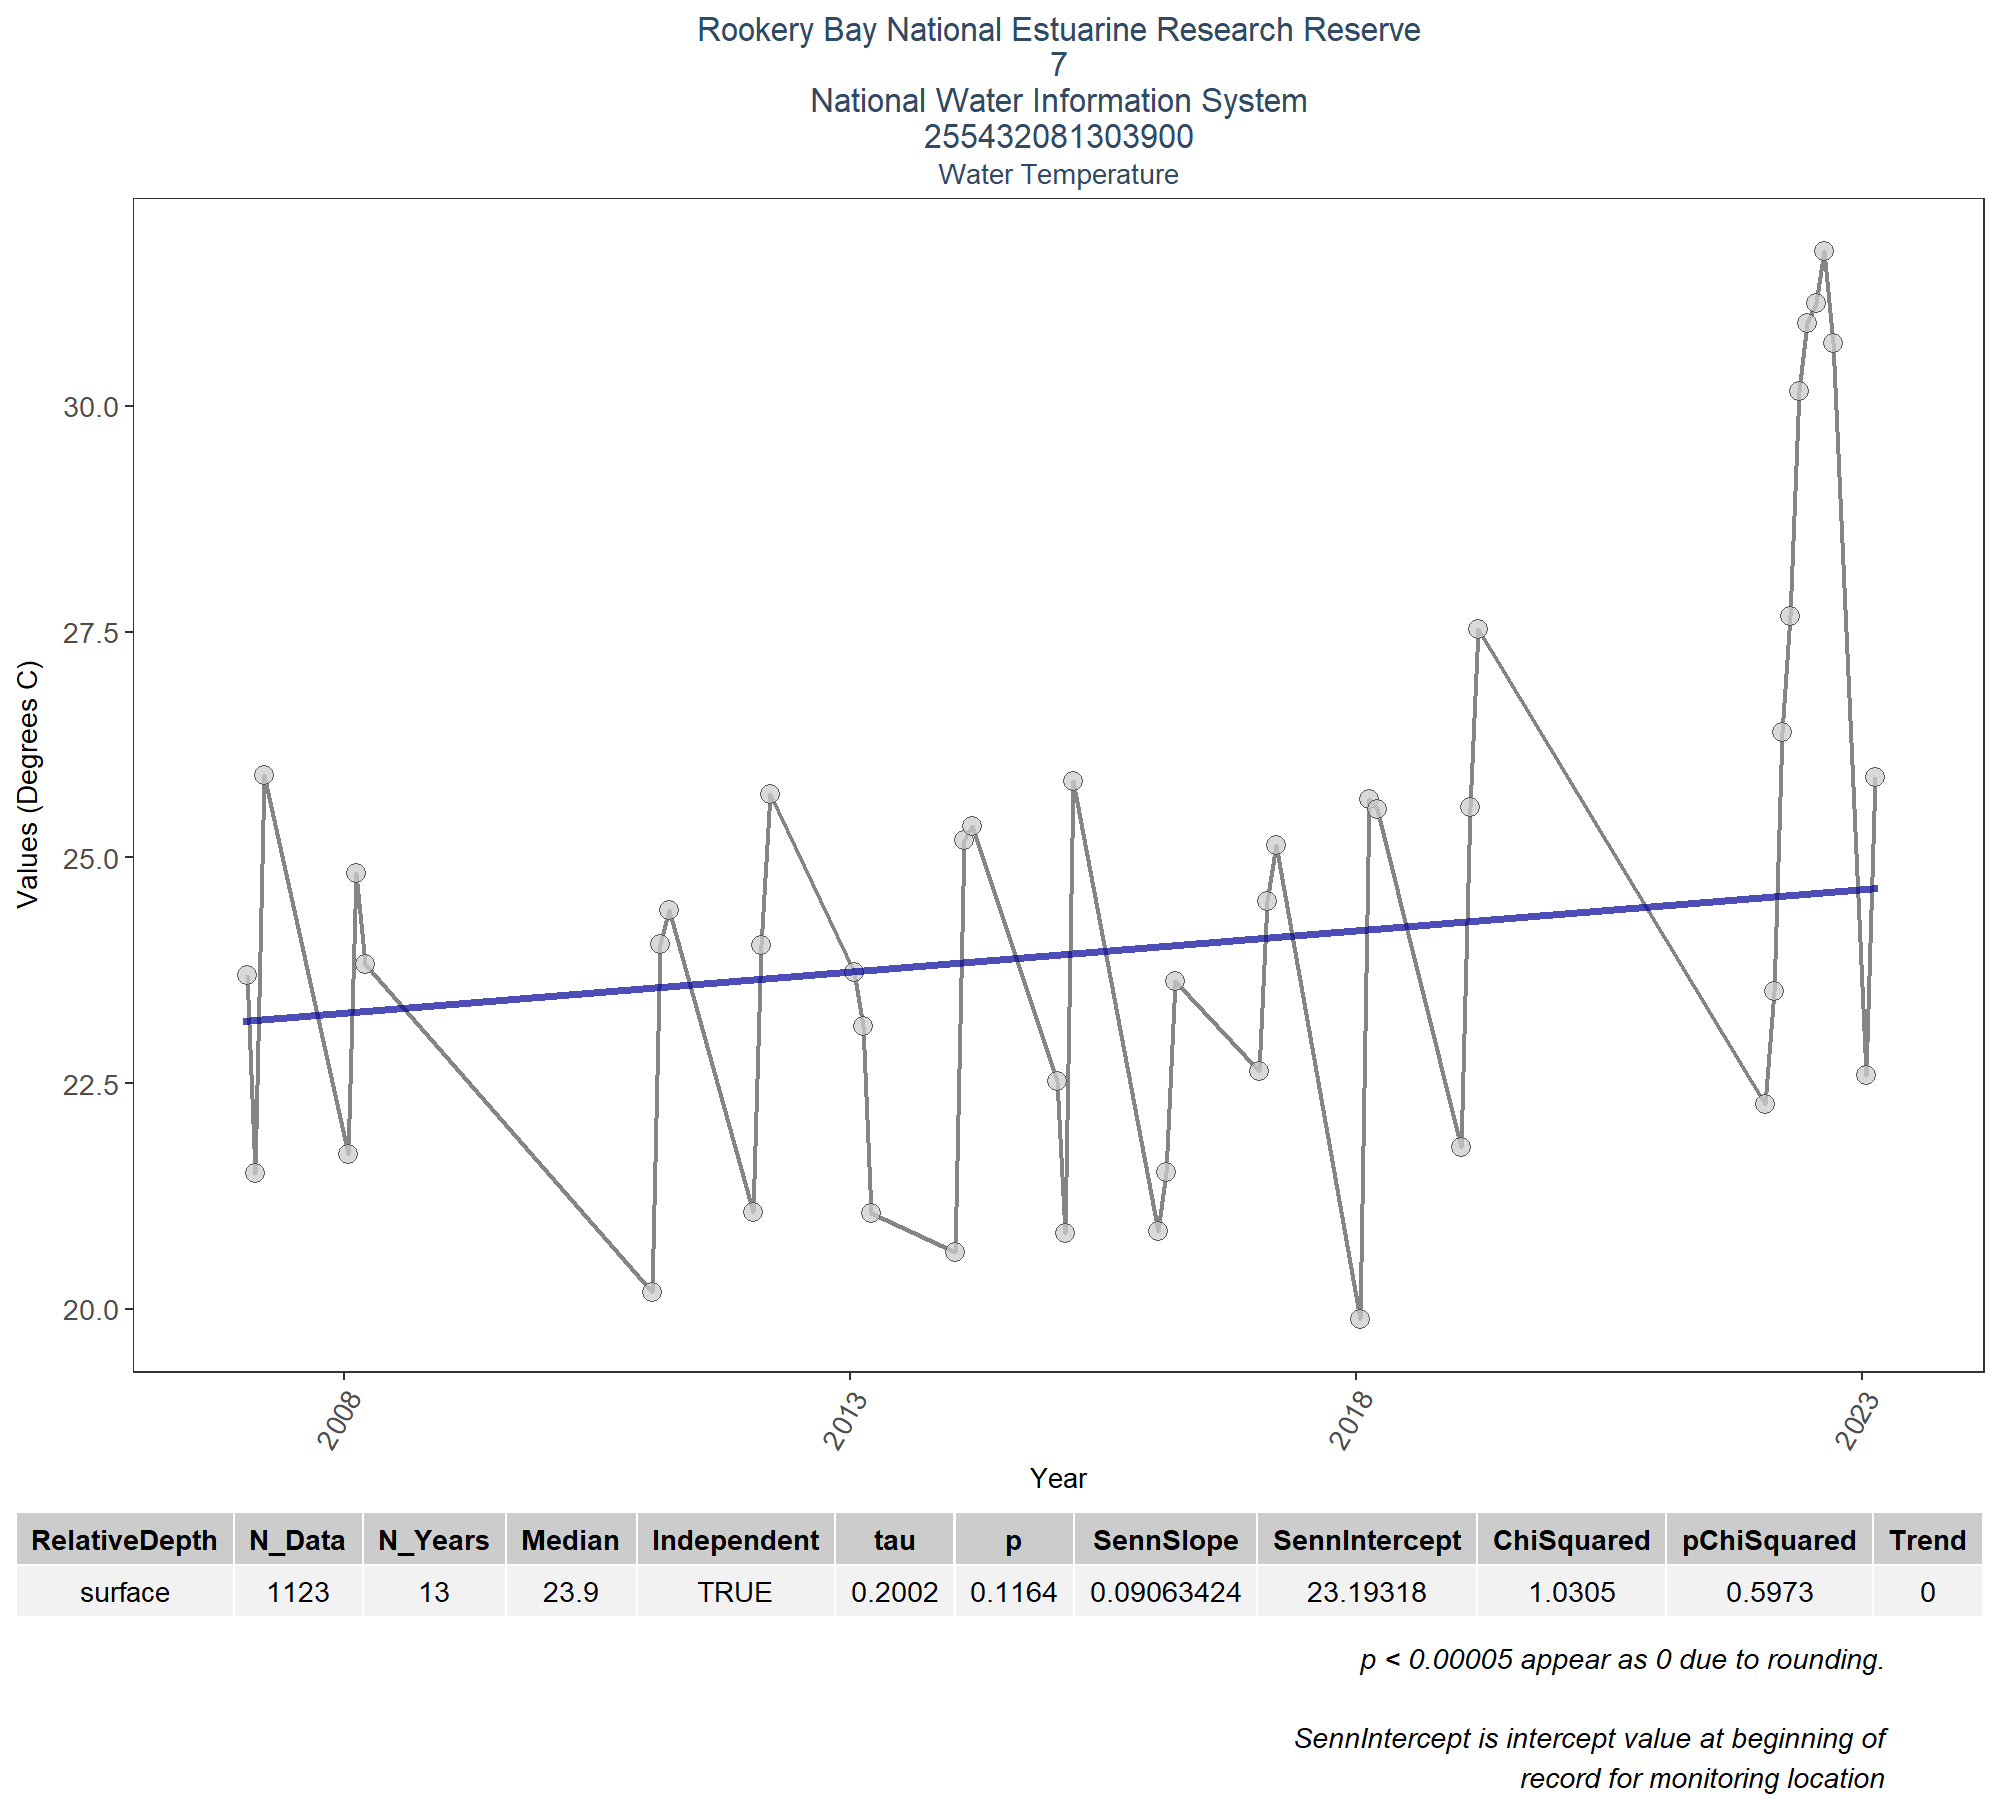 Rookery Bay National Estuarine Research Reserve
7
National Water Information System
255432081303900
Water Temperature
Values (Degrees C)
30.0
27.5
25.0
22.5
20.0
2008
2013
2018
2023
Year
RelativeDepth N_Data N_Years Median Independent tau p SennSlope SennIntercept ChiSquared pChiSquared Trend
surface 1123 13 23.9 TRUE 0.2002 0.1164 0.09063424 23.19318 1.0305 0.5973 0
p < 0.00005 appear as 0 due to rounding.
SennIntercept is intercept value at beginning of
record for monitoring location